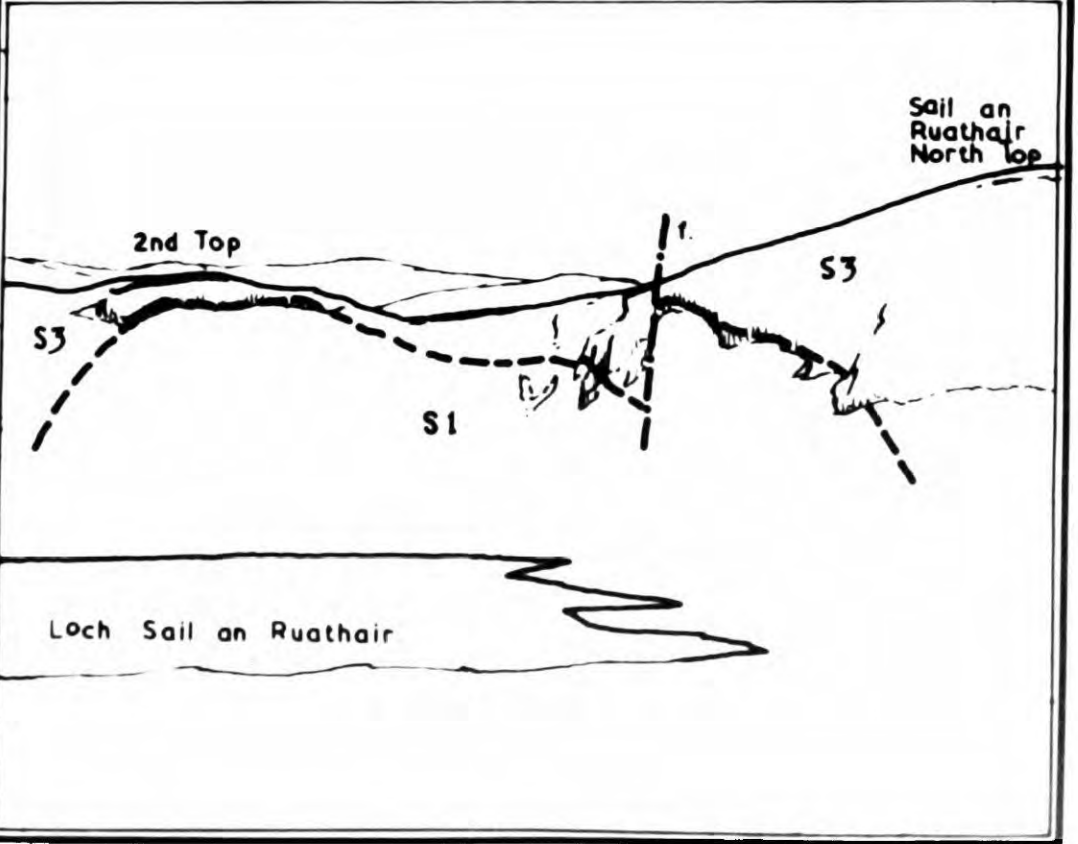 Sail an
Ruathair
North Top
2nd Top
f.
S3
S3
S1
Loch Sail an Ruathair